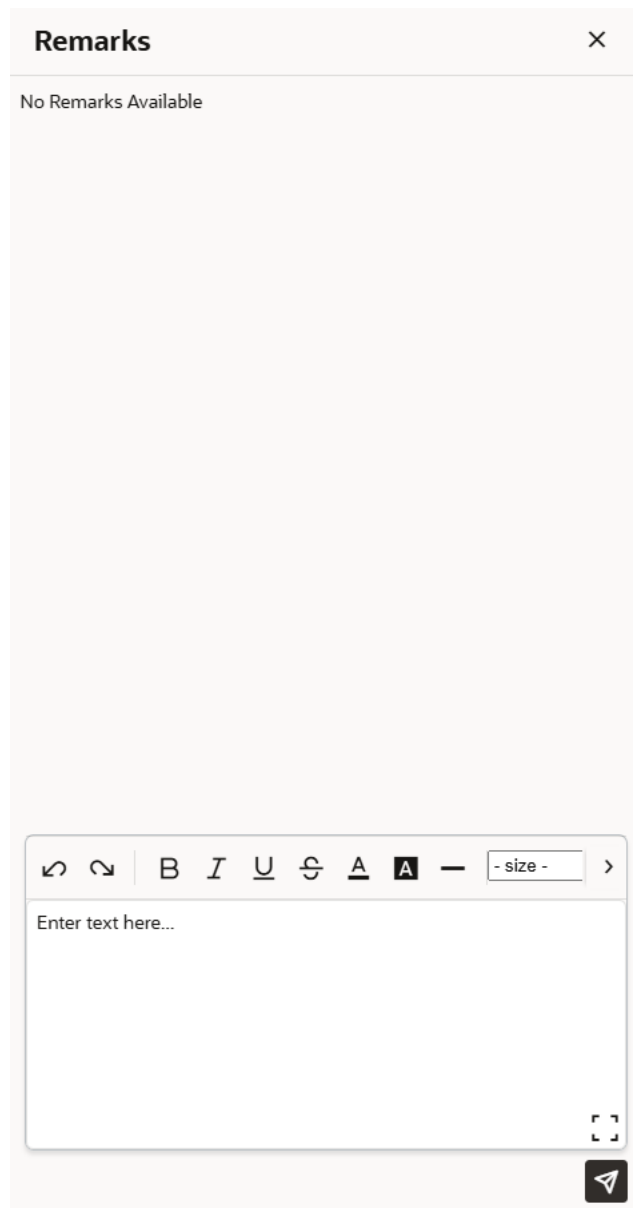 Remarks
No Remarks Available
B I U S A A - size -
Enter text here...